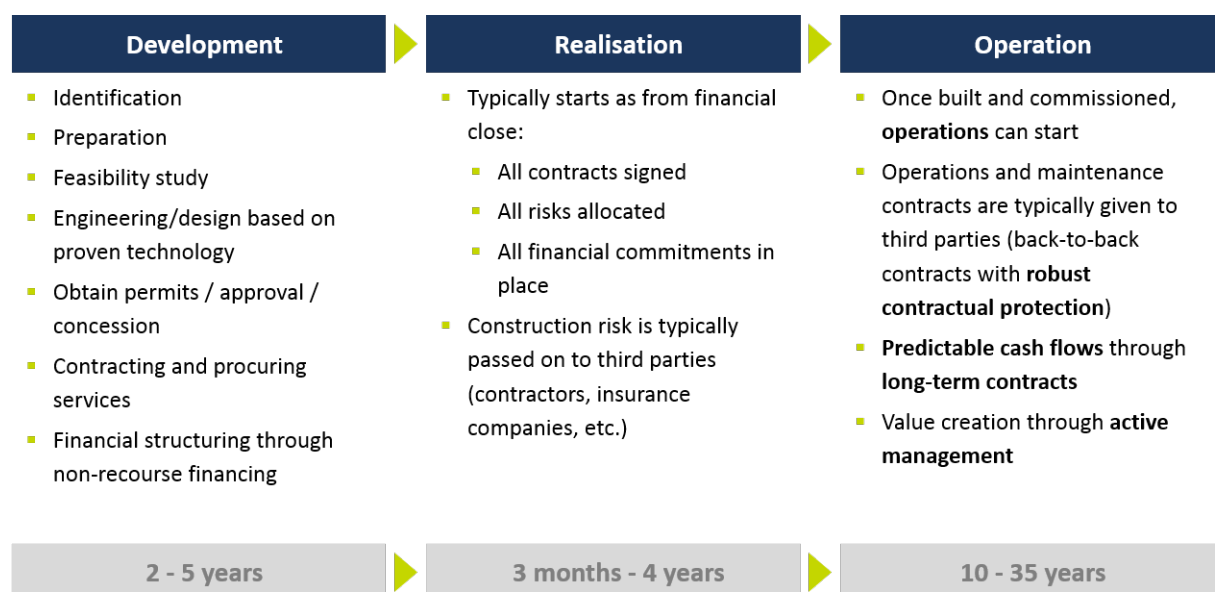 Development
Identification
Preparation
Feasibility study
Engineering/design based on
proven technology
Obtain permits / approval /
concession
Contracting and procuring
services
Financial structuring through
non-recourse financing
2 - 5 years
Realisation
Typically starts as from financial
close:
All contracts signed
All risks allocated
All financial commitments in
place
Construction risk is typically
passed on to third parties
(contractors, insurance
companies, etc.)
3 months - 4 years
Operation
Once built and commissioned,
operations can start
Operations and maintenance
contracts are typically given to
third parties (back-to-back
contracts with robust
contractual protection)
Predictable cash flows through
long-term contracts
Value creation through active
management
10 - 35 years